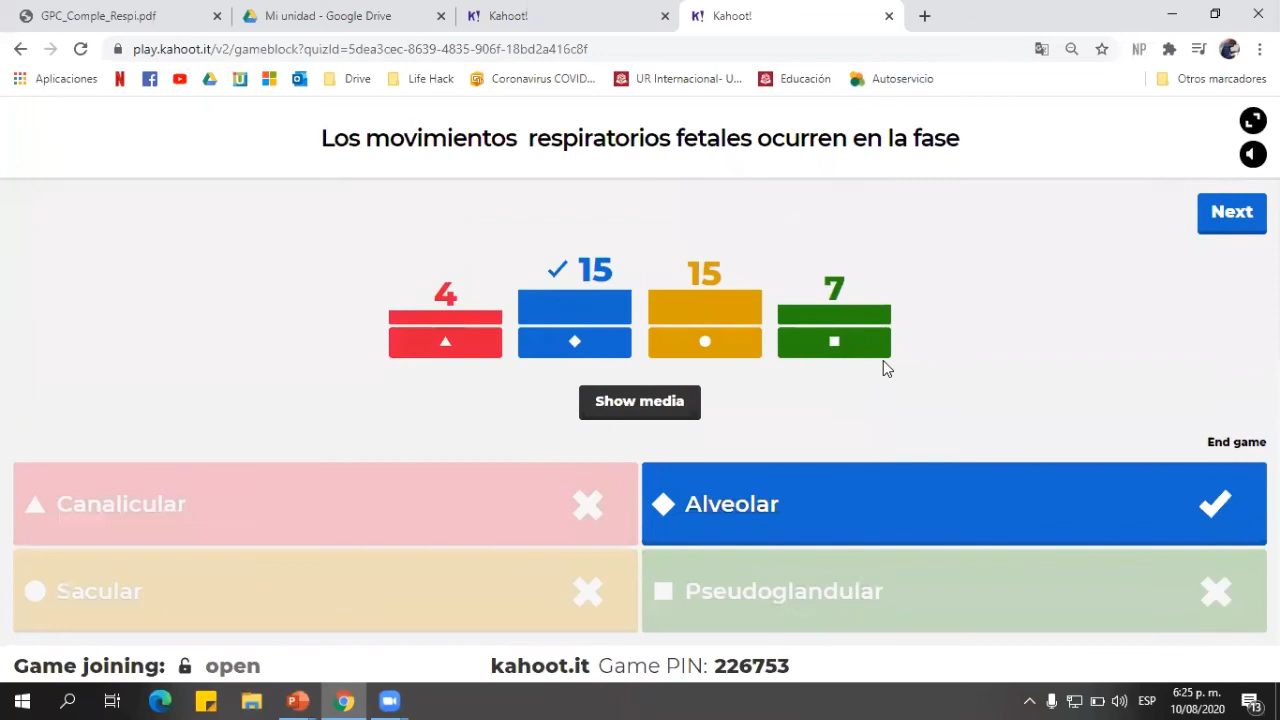 GPC_Comple_Respi.pdf
Mi unidad - Google Drive
K! Kahoot!
K! Kahoot!
play.kahoot.it/v2/gameblock?quizId=5dea3cec-8639-4835-906f-18bd2a416c8f
NP
Aplicaciones
Drive
Life Hack
Coronavirus COVID...
UR Internacional- U...
Educación
Autoservicio
Otros marcadores
Los movimientos respiratorios fetales ocurren en la fase
Next
4
15
15
7
Show media
End game
Canalicular
Alveolar
Sacular
Pseudoglandular
Game joining: open
kahoot.it Game PIN: 226753
ESP
6:25 p. m.
10/08/2020
13